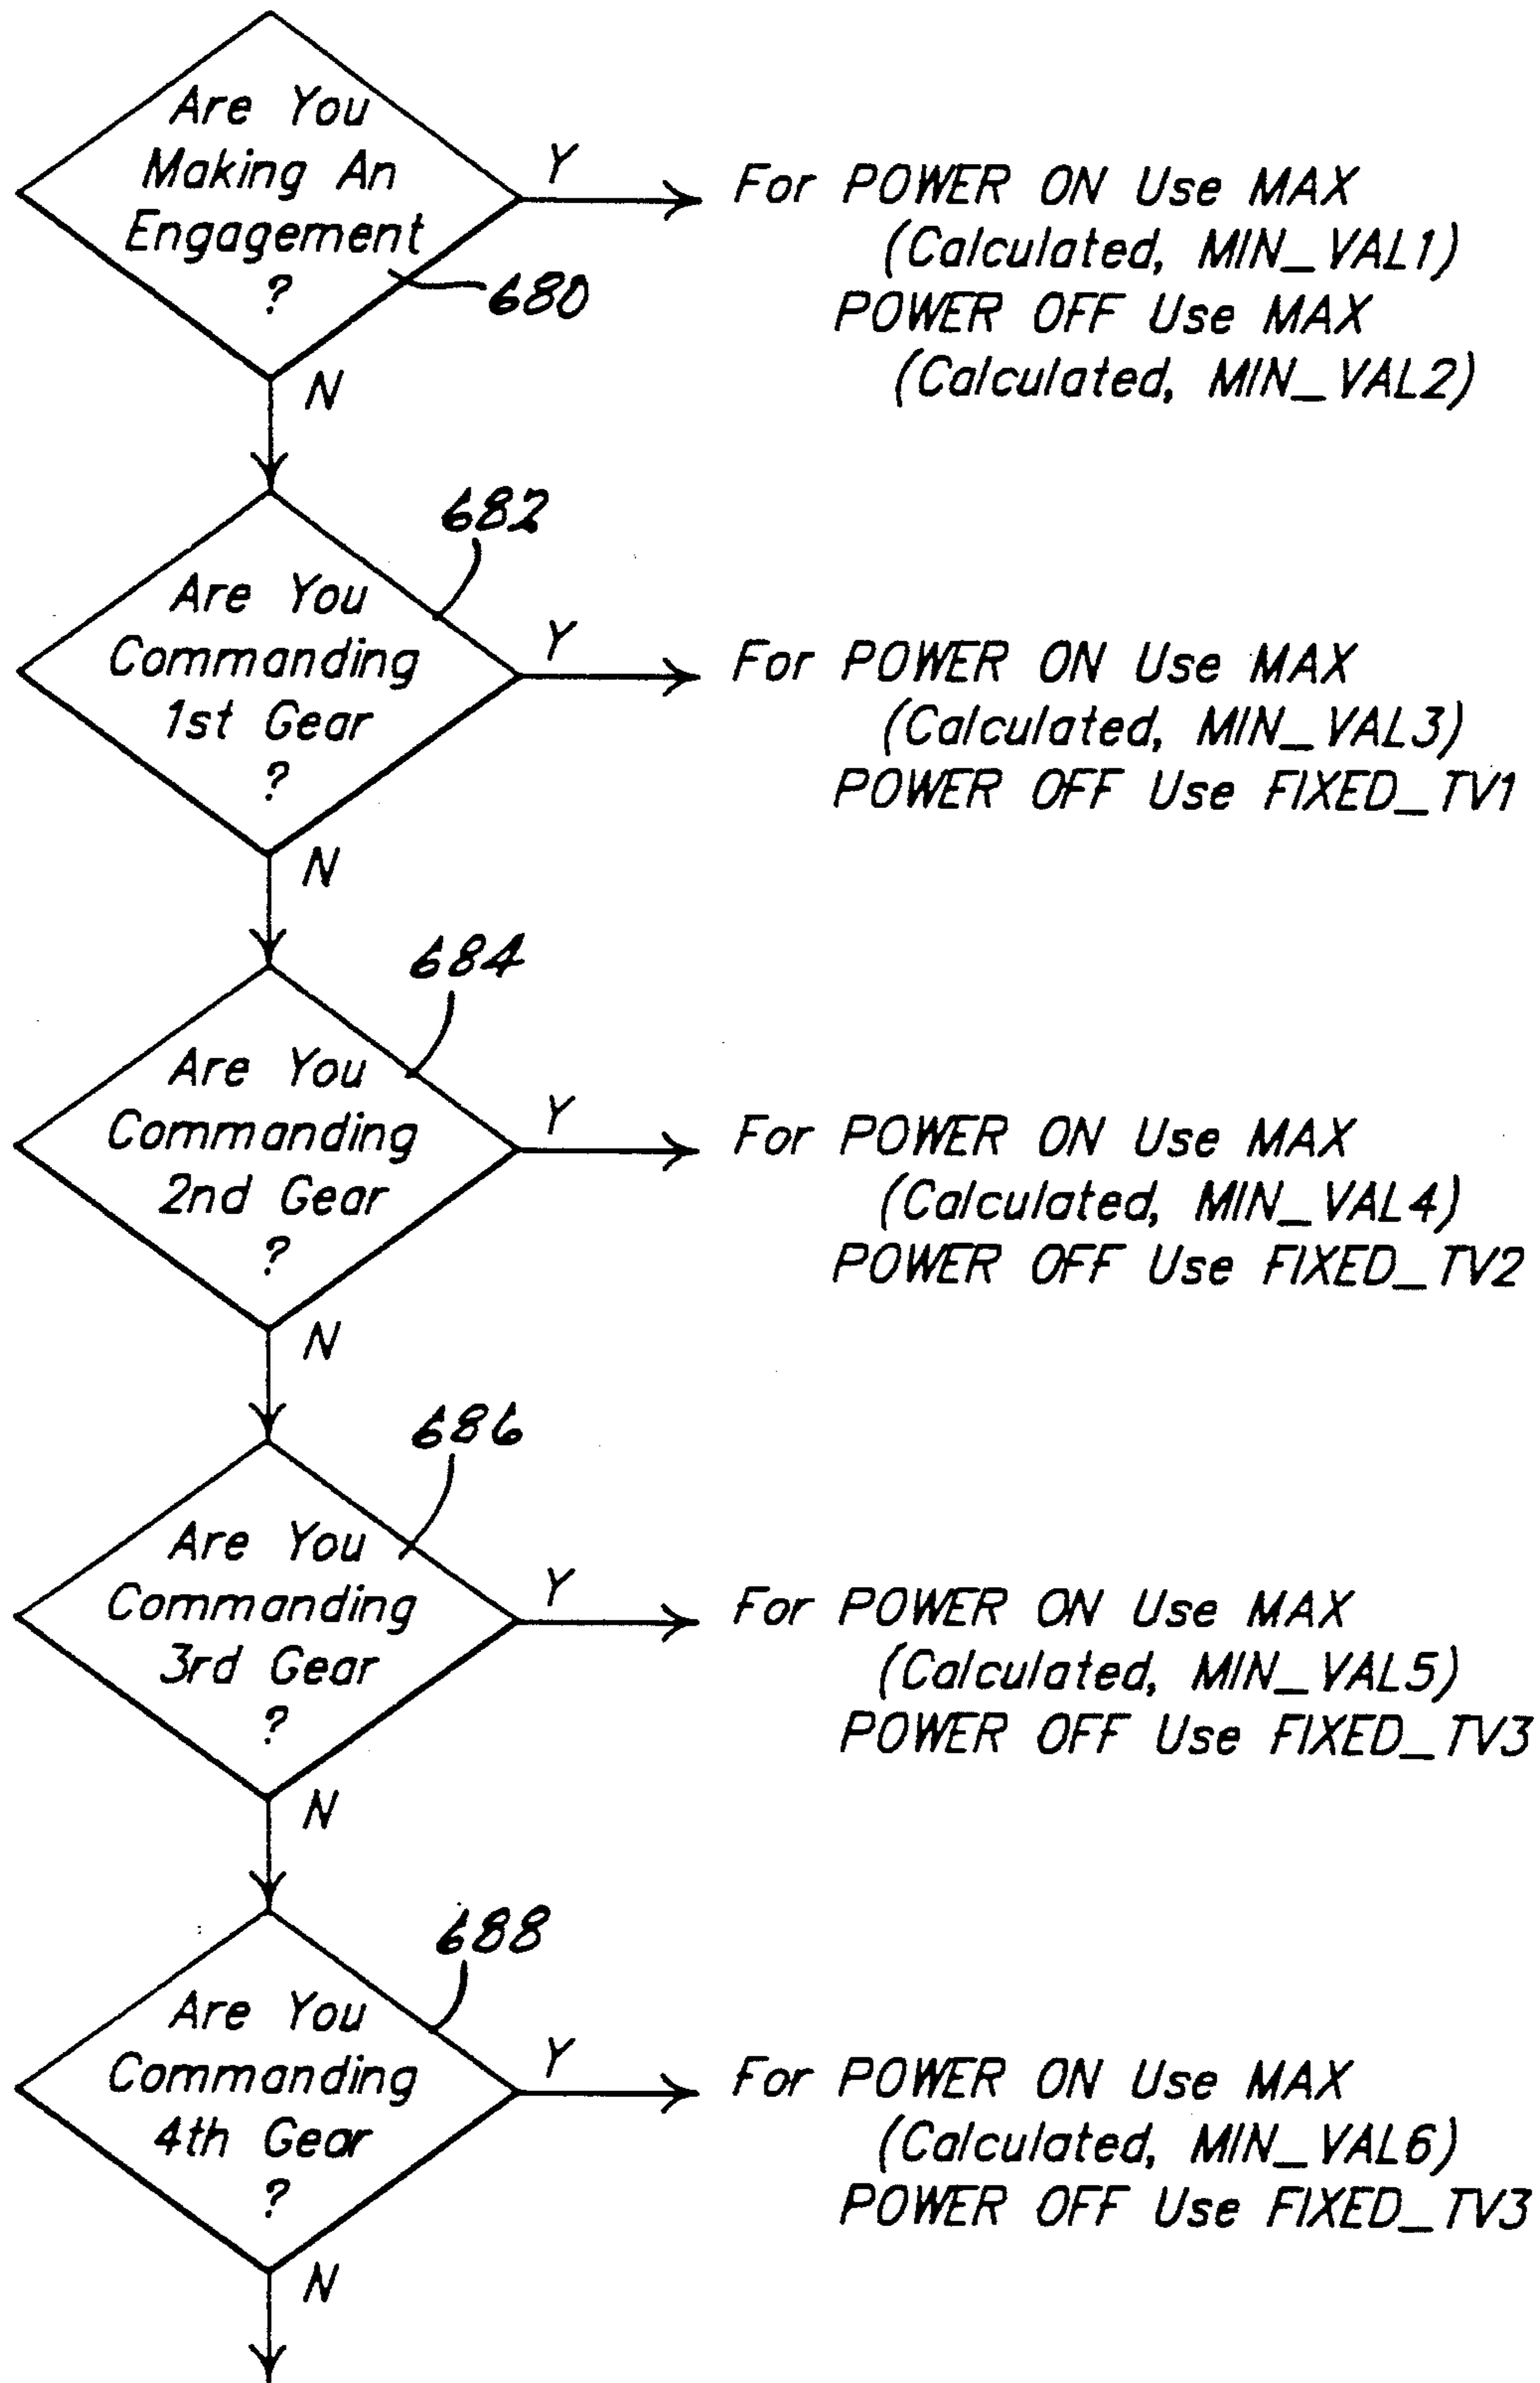 Are You
Making An
Engagement
?
680
Y
For POWER ON Use MAX
(Calculated, MIN_VAL1)
POWER OFF Use MAX
(Calculated, MIN_VAL2)
N
682
Are You
Commanding
1st Gear
?
Y
For POWER ON Use MAX
(Calculated, MIN_VAL3)
POWER OFF Use FIXED_TV1
N
684
Are You
Commanding
2nd Gear
?
Y
For POWER ON Use MAX
(Calculated, MIN_VAL4)
POWER OFF Use FIXED_TV2
N
686
Are You
Commanding
3rd Gear
?
Y
For POWER ON Use MAX
(Calculated, MIN_VAL5)
POWER OFF Use FIXED_TV3
N
688
Are You
Commanding
4th Gear
?
Y
For POWER ON Use MAX
(Calculated, MIN_VAL6)
POWER OFF Use FIXED_TV3
N